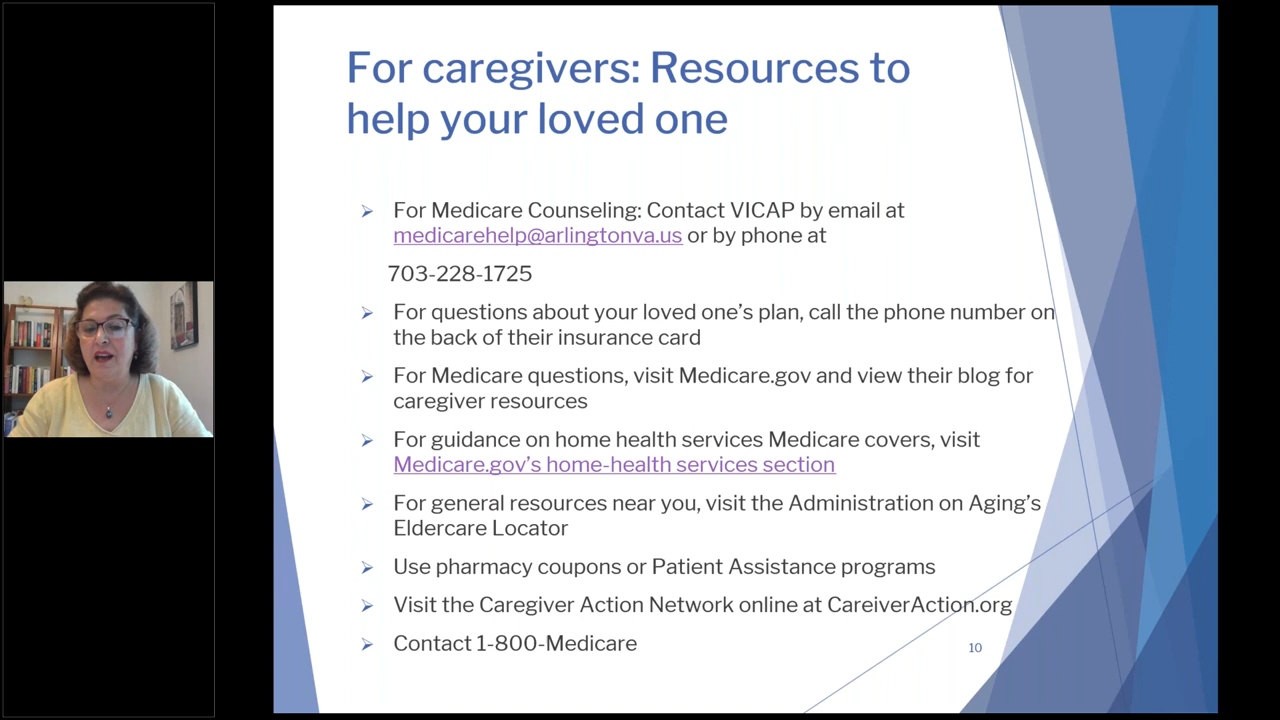 For caregivers: Resources to
help your loved one
For Medicare Counseling: Contact VICAP by email at
medicarehelp@arlingtonva.us or by phone at
703-228-1725
For questions about your loved one’s plan, call the phone number on
the back of their insurance card
For Medicare questions, visit Medicare.gov and view their blog for
caregiver resources
For guidance on home health services Medicare covers, visit
Medicare.gov’s home-health services section
For general resources near you, visit the Administration on Aging’s
Eldercare Locator
Use pharmacy coupons or Patient Assistance programs
Visit the Caregiver Action Network online at CareiverAction.org
Contact 1-800-Medicare
10